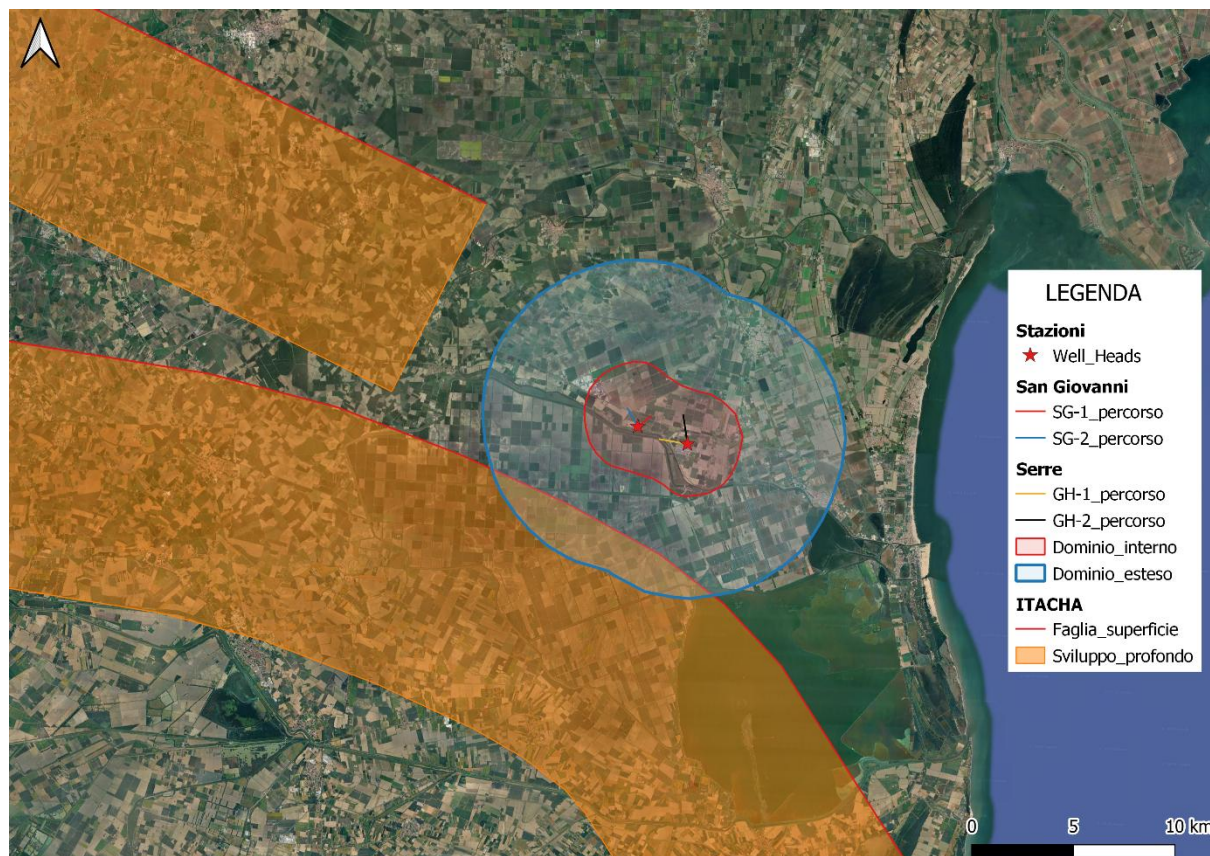 LEGENDA
Stazioni
Well_Heads
San Giovanni
SG-1_percorso
SG-2_percorso
Serre
GH-1_percorso
GH-2_percorso
Dominio_interno
Dominio_esteso
ITACHA
Faglia_superficie
Sviluppo_profondo
0 5 10 km